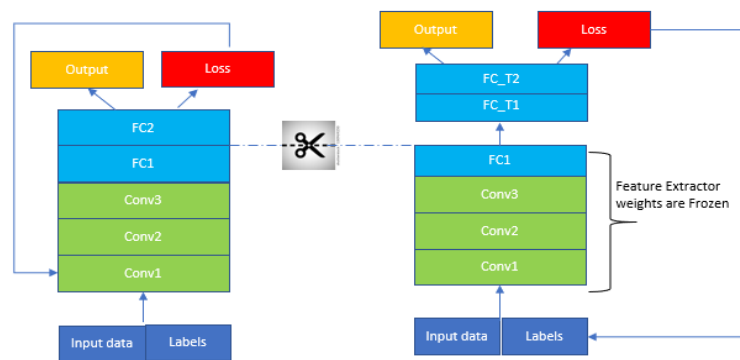 Output
Loss
FC2
FC1
Conv3
Conv2
Conv1
Input data
Labels
Output
Loss
FC_T2
FC_T1
FC1
Conv3
Conv2
Conv1
Input data
Labels
Feature Extractor
weights are Frozen